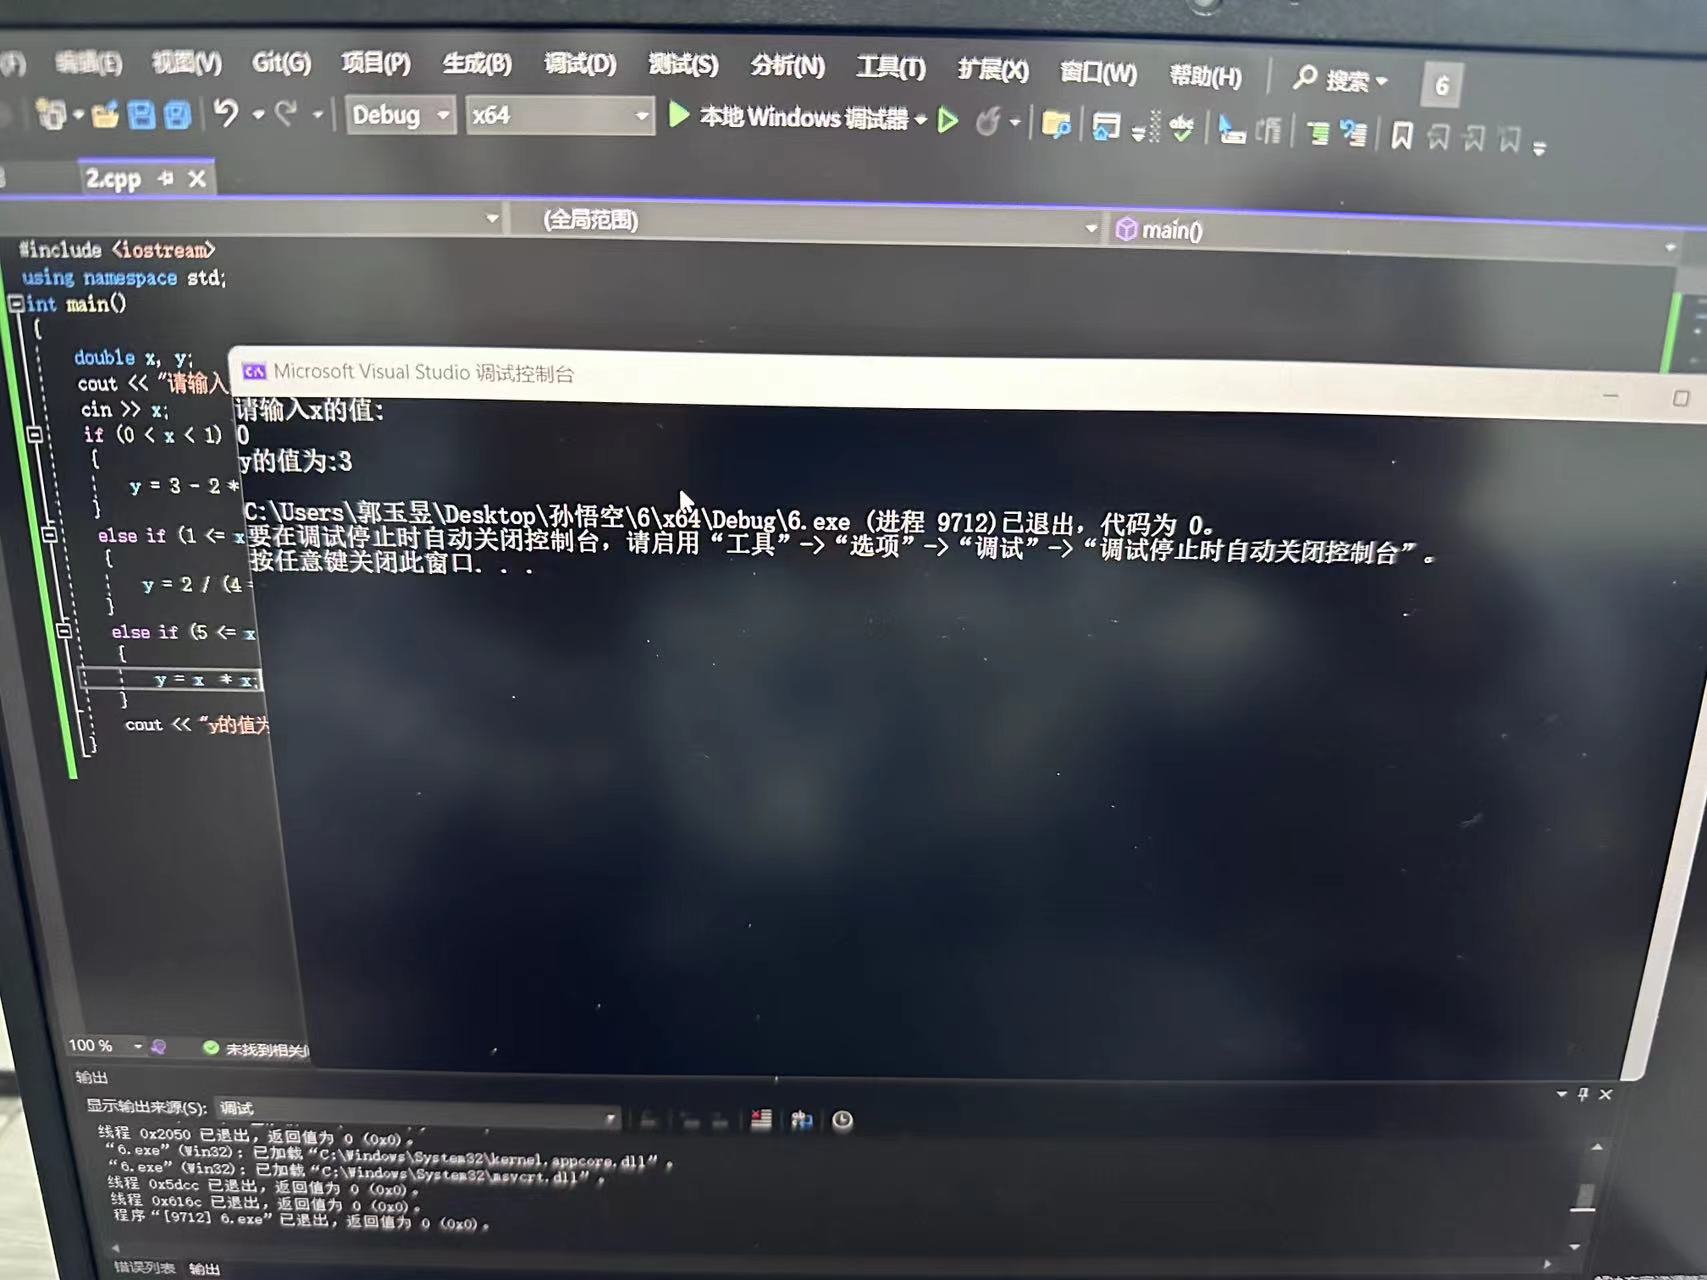 编辑(E) 视图(V) Git(G) 项目(P) 生成(B) 调试(D) 测试(S) 分析(N) 工具(T) 扩展(X) 窗口(W) 帮助(H) 搜索 6
Debug x64 本地 Windows 调试器
2.cpp
(全局范围) main()
#include <iostream>
using namespace std;
int main()
{
double x, y;
cout << "请输入
cin >> x;
if (0 < x < 1)
{
y = 3 - 2 *
}
else if (1 <= x
{
y = 2 / (4
}
else if (5 <= x
{
y = x * x;
}
cout << "y的值为
}
Microsoft Visual Studio 调试控制台
请输入x的值:
0
y的值为:3
C:\Users\郭玉昱\Desktop\孙悟空\6\x64\Debug\6.exe (进程 9712)已退出，代码为 0。
要在调试停止时自动关闭控制台，请启用“工具”->“选项”->“调试”->“调试停止时自动关闭控制台”。
按任意键关闭此窗口. . .
100 % 未找到相关
输出
显示输出来源(S): 调试
线程 0x2050 已退出，返回值为 0 (0x0)。
“6.exe”(Win32): 已加载“C:\Windows\System32\kernel.appcore.dll”。
“6.exe”(Win32): 已加载“C:\Windows\System32\msvcrt.dll”。
线程 0x5dcc 已退出，返回值为 0 (0x0)。
线程 0x616c 已退出，返回值为 0 (0x0)。
程序“[9712] 6.exe”已退出，返回值为 0 (0x0)。
错误列表 输出